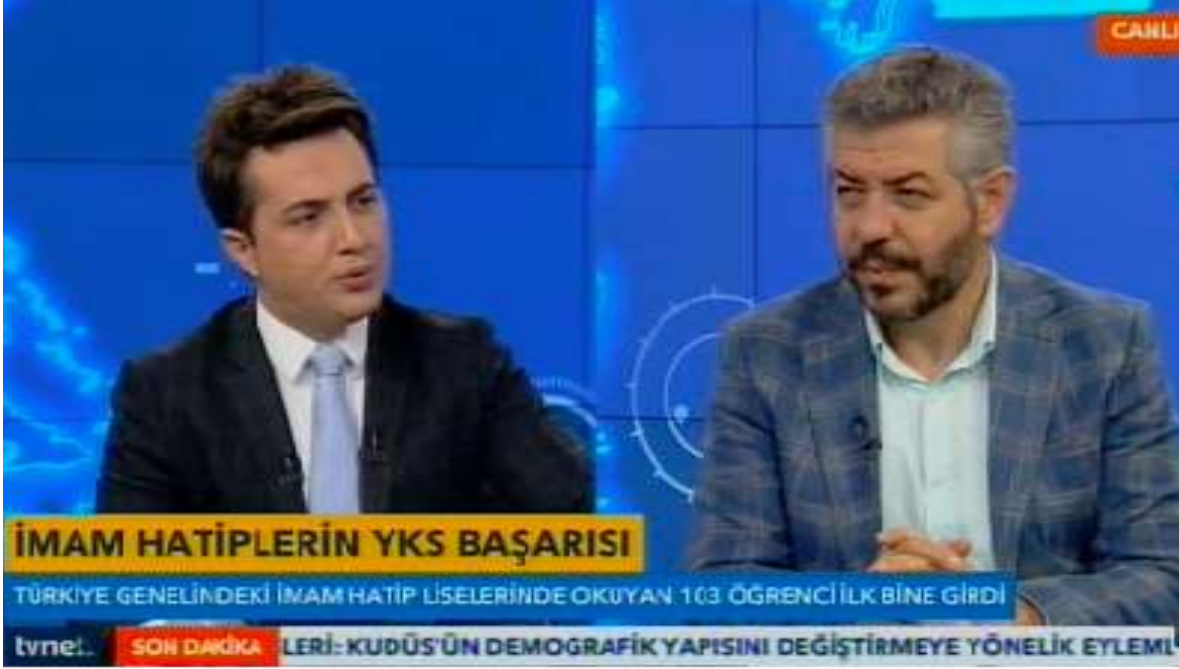 CANLI
İMAM HATİPLERİN YKS BAŞARISI
TÜRKİYE GENELİNDEKİ İMAM HATİP LİSELERİNDE OKUYAN 103 ÖĞRENCİ İLK BİNE GİRDİ
tvnet
SON DAKİKA LERİ: KUDÜS'ÜN DEMOGRAFİK YAPISINI DEĞİŞTİRMEYE YÖNELİK EYLEML